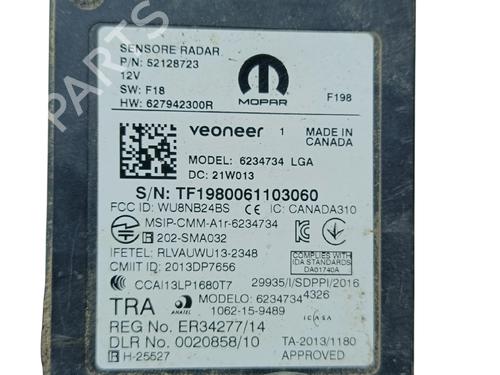 SENSORE RADAR
P/N: 52128723
12V
SW: F18
HW: 627942300R
MOPAR
F198
veoneer 1 MADE IN CANADA
MODEL: 6234734 LGA
DC: 21W013
S/N: TF1980061103060
FCC ID: WU8NB24BS IC: CANADA310
MSIP-CMM-A1r-6234734
R 202-SMA032
IFETEL: RLVAUWU13-2348
CMIIT ID: 2013DP7656
COMPLIES WITH
IDA STANDARDS
DA01740A
CCAI13LP1680T7
29935/I/SDPPI/2016
4326
TRA
ANATEL
MODELO: 6234734
1062-15-9489
ICASA
REG No. ER34277/14
DLR No. 0020858/10
TA-2013/1180
APPROVED
R H-25527
PARTS